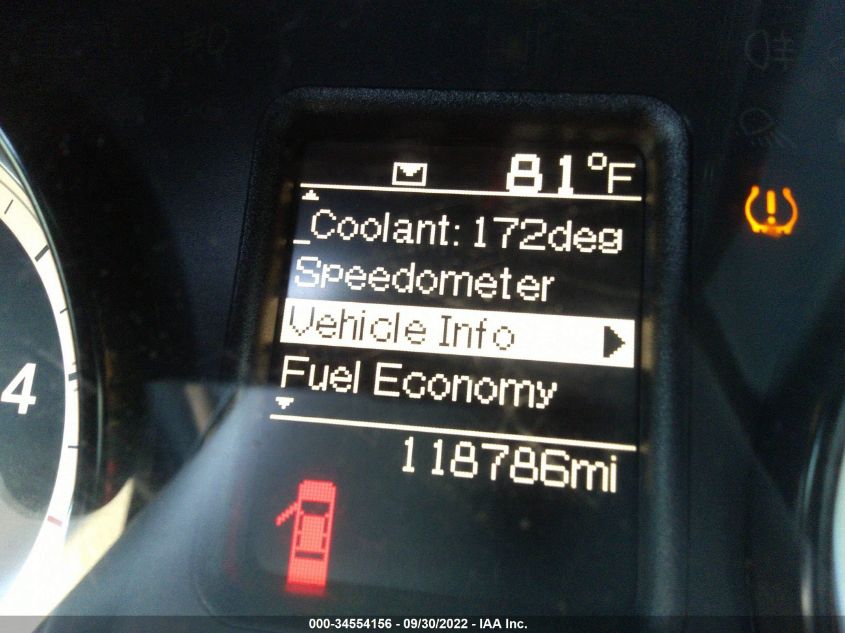 81°F
_Coolant: 172deg
Speedometer
Vehicle Info
Fuel Economy
118786mi
4
000-34554156 - 09/30/2022 - IAA Inc.